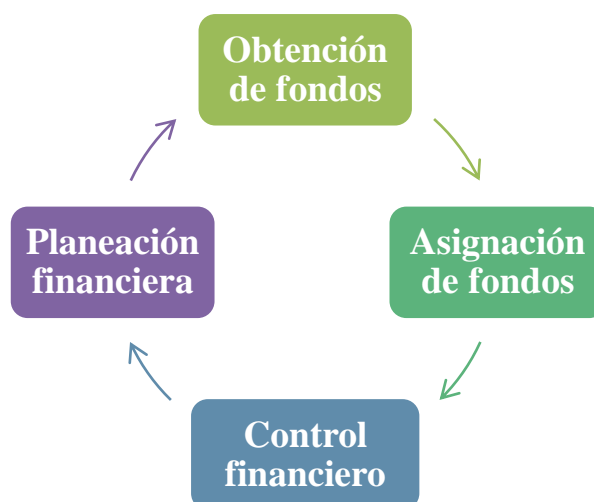 Obtención
de fondos
Planeación
financiera
Asignación
de fondos
Control
financiero